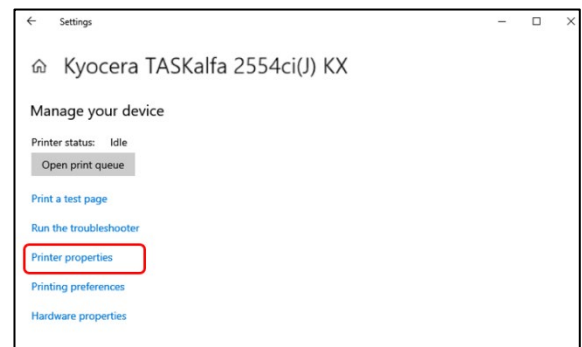 Settings
Kyocera TASKalfa 2554ci(J) KX
Manage your device
Printer status: Idle
Open print queue
Print a test page
Run the troubleshooter
Printer properties
Printing preferences
Hardware properties